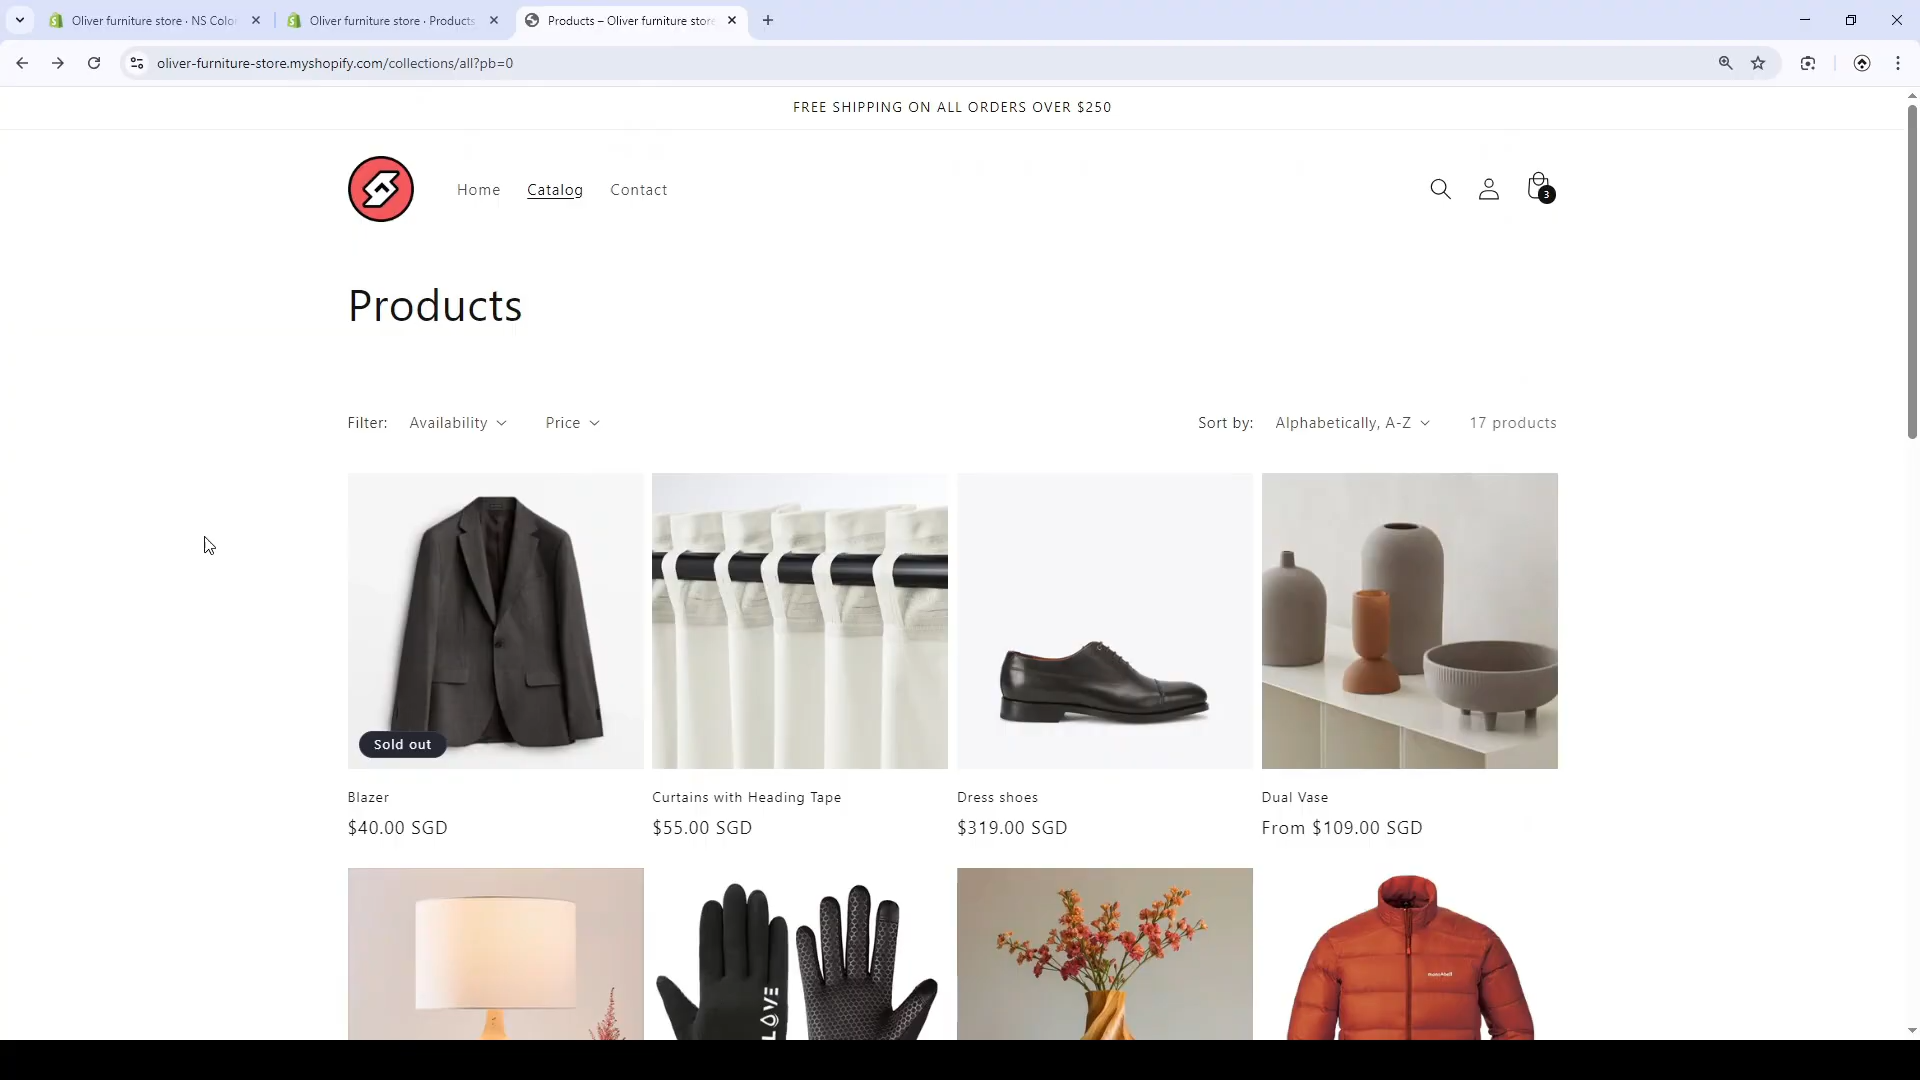 Oliver furniture store · NS Colo
Oliver furniture store · Products
Products – Oliver furniture store
oliver-furniture-store.myshopify.com/collections/all?pb=0
FREE SHIPPING ON ALL ORDERS OVER $250
Home Catalog Contact
3
Products
Filter: Availability Price Sort by: Alphabetically, A-Z 17 products
Sold out
Blazer
$40.00 SGD
Curtains with Heading Tape
$55.00 SGD
Dress shoes
$319.00 SGD
Dual Vase
From $109.00 SGD